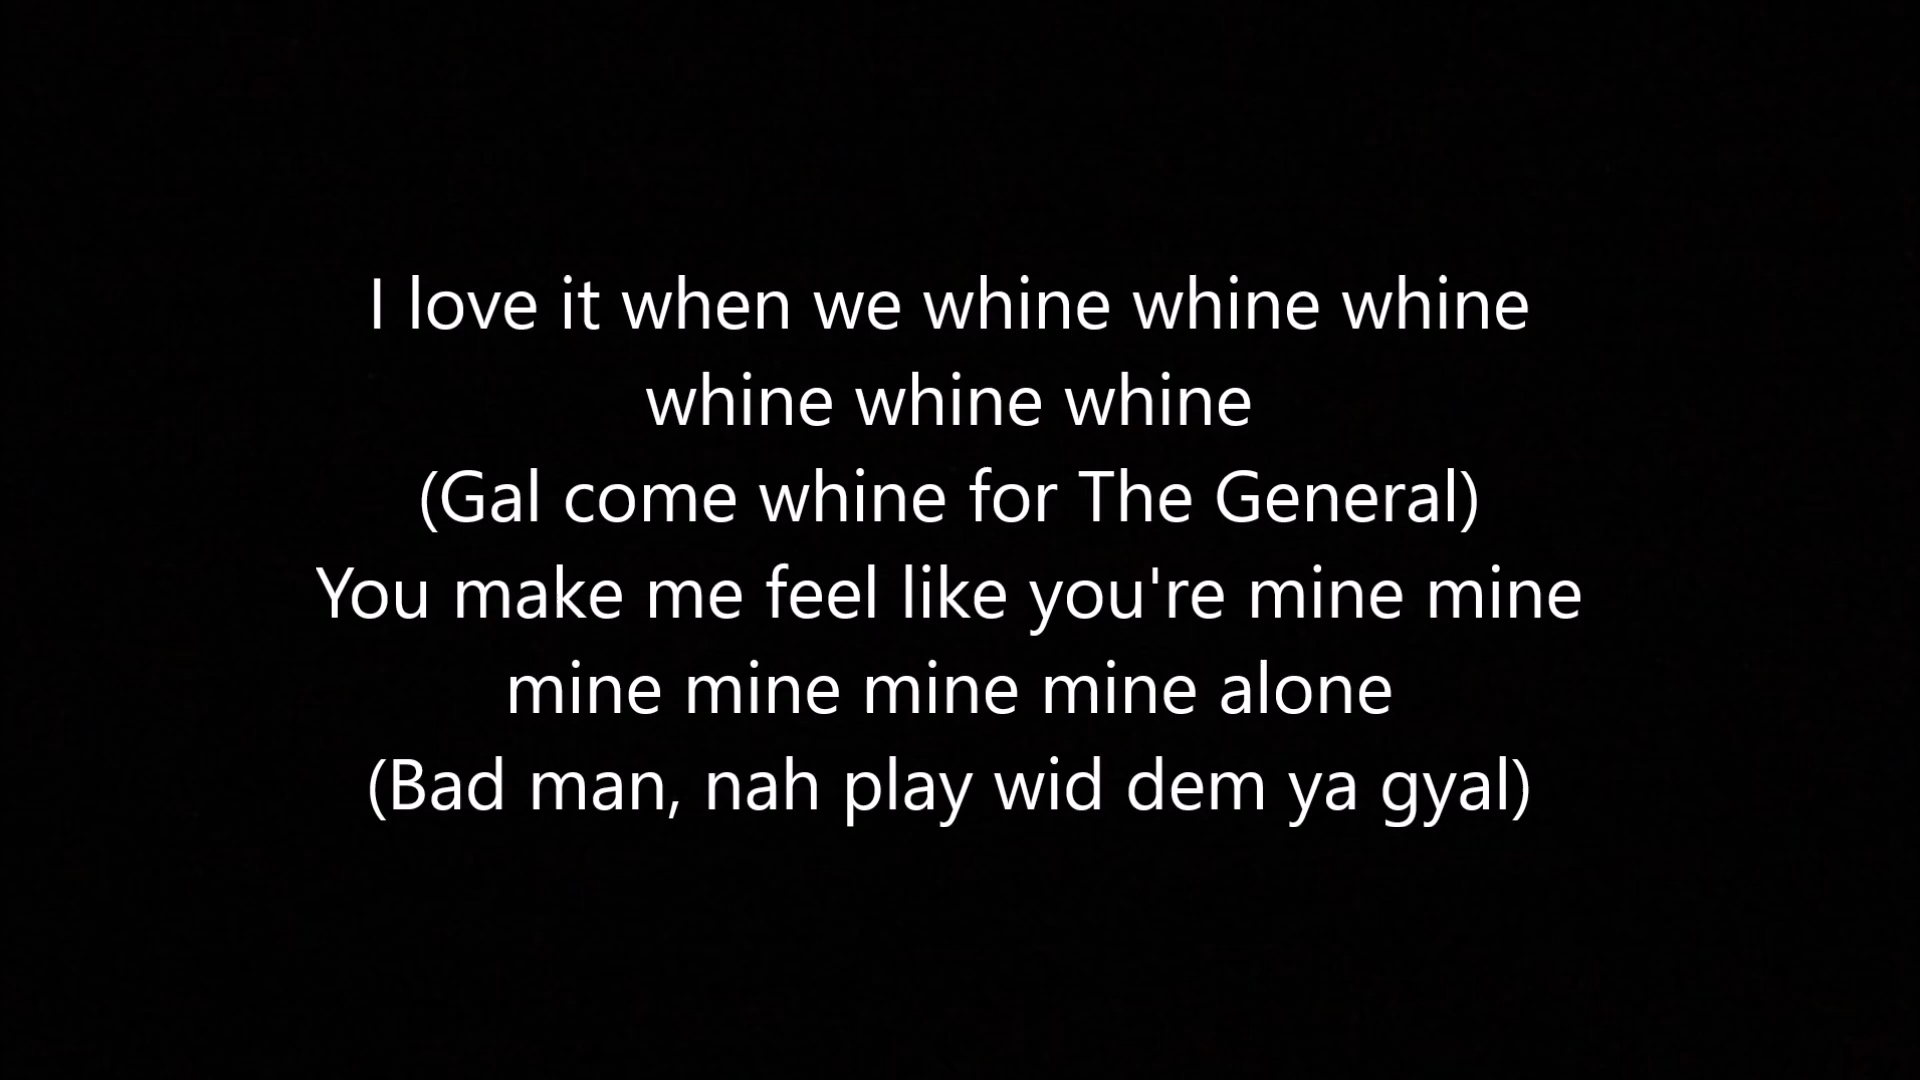 I love it when we whine whine whine
whine whine whine
(Gal come whine for The General)
You make me feel like you're mine mine
mine mine mine mine alone
(Bad man, nah play wid dem ya gyal)